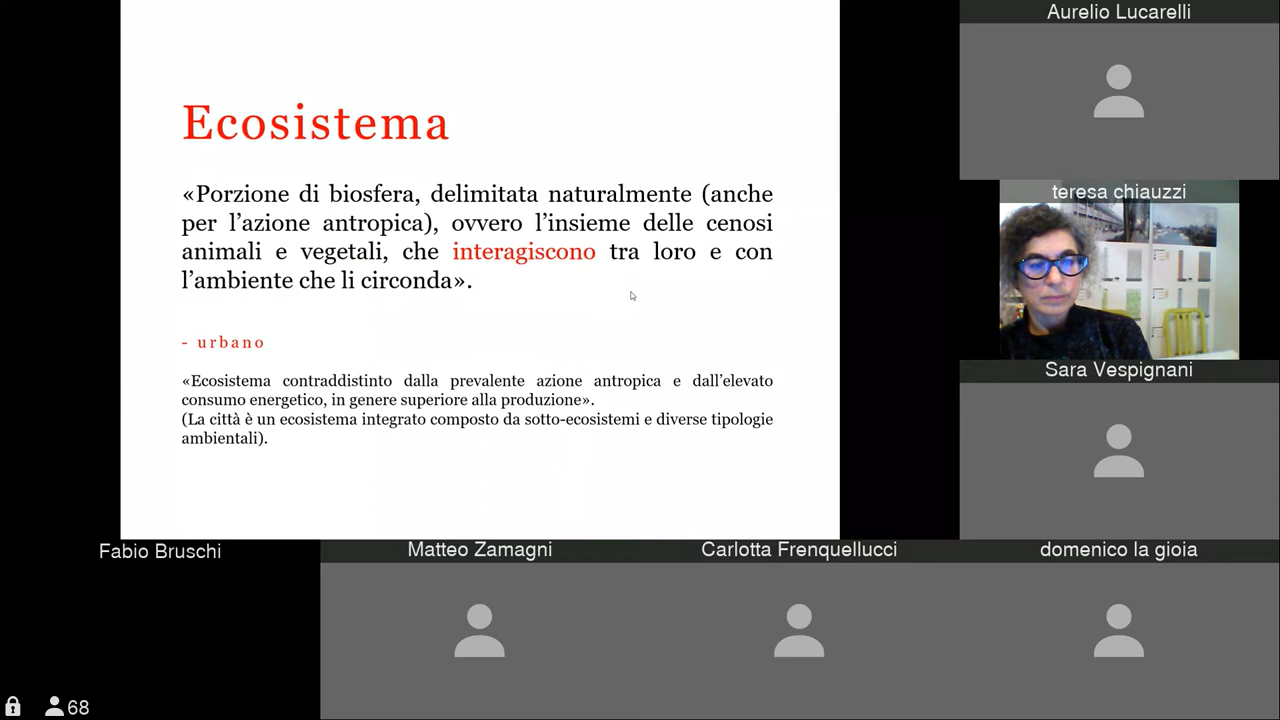 Aurelio Lucarelli
Ecosistema
«Porzione di biosfera, delimitata naturalmente (anche
per l’azione antropica), ovvero l’insieme delle cenosi
animali e vegetali, che interagiscono tra loro e con
l’ambiente che li circonda».
- urbano
«Ecosistema contraddistinto dalla prevalente azione antropica e dall’elevato
consumo energetico, in genere superiore alla produzione».
(La città è un ecosistema integrato composto da sotto-ecosistemi e diverse tipologie
ambientali).
teresa chiauzzi
Sara Vespignani
Fabio Bruschi
Matteo Zamagni
Carlotta Frenquellucci
domenico la gioia
68